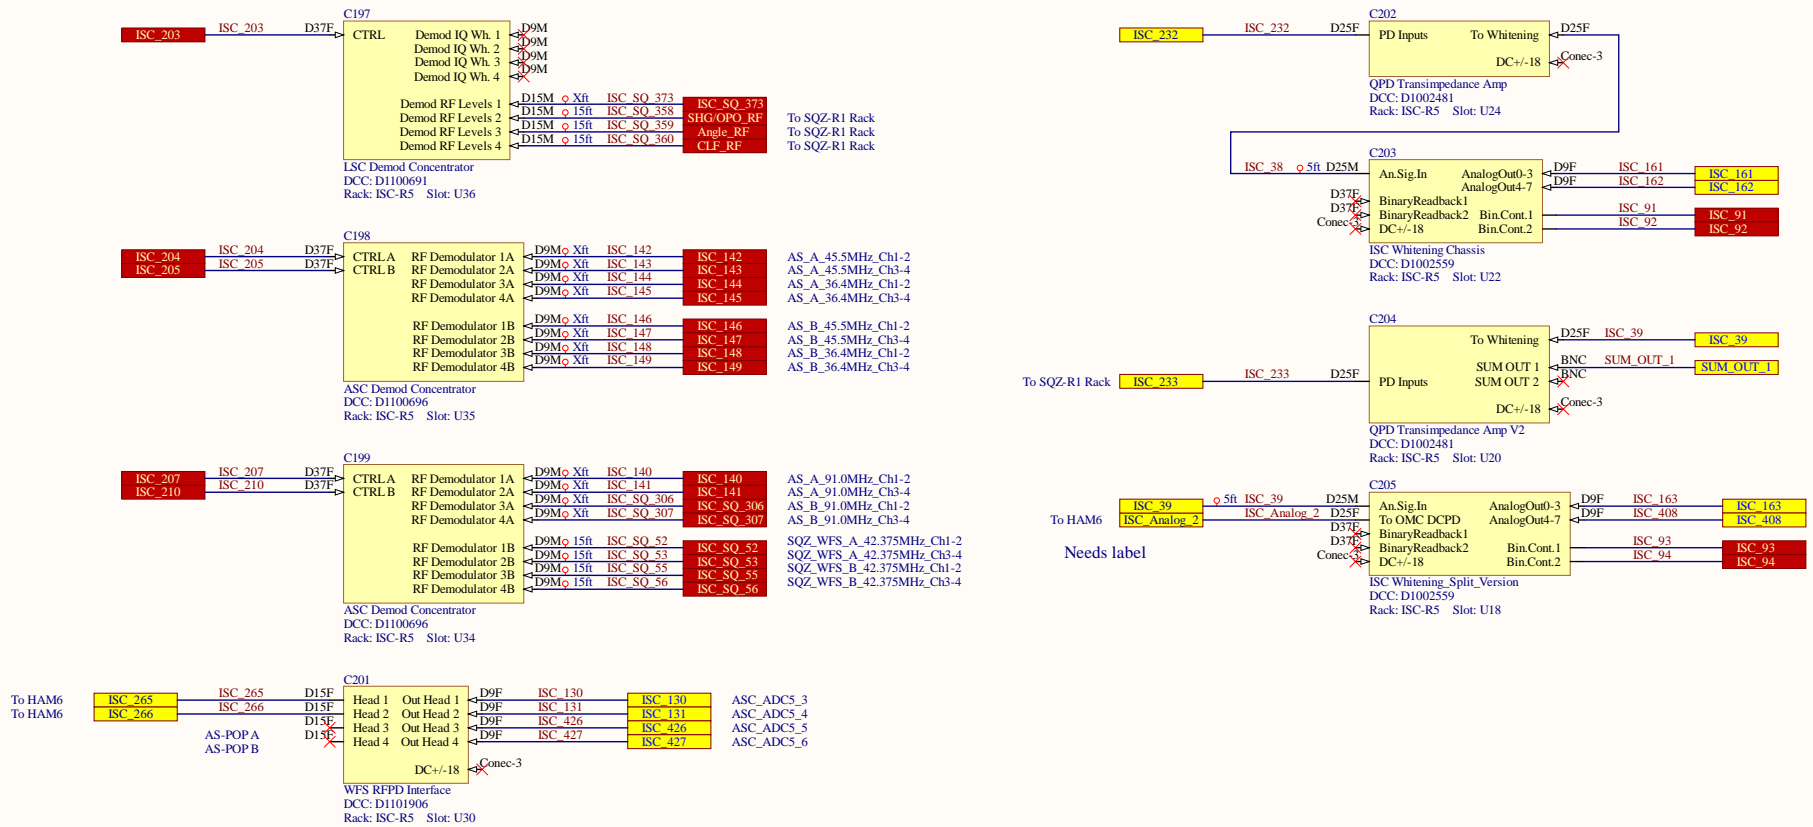 C197
ISC_203 ISC_203 D37F CTRL Demod IQ Wh. 1 D9M
Demod IQ Wh. 2 D9M
Demod IQ Wh. 3 D9M
Demod IQ Wh. 4 D9M
Demod RF Levels 1 D15M Xft ISC_SQ_373 ISC_SQ_373
Demod RF Levels 2 D15M 15ft ISC_SQ_358 SHG/OPO_RF To SQZ-R1 Rack
Demod RF Levels 3 D15M 15ft ISC_SQ_359 Angle_RF To SQZ-R1 Rack
Demod RF Levels 4 D15M 15ft ISC_SQ_360 CLF_RF To SQZ-R1 Rack
LSC Demod Concentrator
DCC: D1100691
Rack: ISC-R5 Slot: U36
C198
ISC_204 ISC_204 D37F CTRL A RF Demodulator 1A D9M Xft ISC_142 ISC_142 AS_A_45.5MHz_Ch1-2
ISC_205 ISC_205 D37F CTRL B RF Demodulator 2A D9M Xft ISC_143 ISC_143 AS_A_45.5MHz_Ch3-4
RF Demodulator 3A D9M Xft ISC_144 ISC_144 AS_A_36.4MHz_Ch1-2
RF Demodulator 4A D9M Xft ISC_145 ISC_145 AS_A_36.4MHz_Ch3-4
RF Demodulator 1B D9M Xft ISC_146 ISC_146 AS_B_45.5MHz_Ch1-2
RF Demodulator 2B D9M Xft ISC_147 ISC_147 AS_B_45.5MHz_Ch3-4
RF Demodulator 3B D9M Xft ISC_148 ISC_148 AS_B_36.4MHz_Ch1-2
RF Demodulator 4B D9M Xft ISC_149 ISC_149 AS_B_36.4MHz_Ch3-4
ASC Demod Concentrator
DCC: D1100696
Rack: ISC-R5 Slot: U35
C199
ISC_207 ISC_207 D37F CTRL A RF Demodulator 1A D9M Xft ISC_140 ISC_140 AS_A_91.0MHz_Ch1-2
ISC_210 ISC_210 D37F CTRL B RF Demodulator 2A D9M Xft ISC_141 ISC_141 AS_A_91.0MHz_Ch3-4
RF Demodulator 3A D9M Xft ISC_SQ_306 ISC_SQ_306 AS_B_91.0MHz_Ch1-2
RF Demodulator 4A D9M Xft ISC_SQ_307 ISC_SQ_307 AS_B_91.0MHz_Ch3-4
RF Demodulator 1B D9M 15ft ISC_SQ_52 ISC_SQ_52 SQZ_WFS_A_42.375MHz_Ch1-2
RF Demodulator 2B D9M 15ft ISC_SQ_53 ISC_SQ_53 SQZ_WFS_A_42.375MHz_Ch3-4
RF Demodulator 3B D9M 15ft ISC_SQ_55 ISC_SQ_55 SQZ_WFS_B_42.375MHz_Ch1-2
RF Demodulator 4B D9M 15ft ISC_SQ_56 ISC_SQ_56 SQZ_WFS_B_42.375MHz_Ch3-4
ASC Demod Concentrator
DCC: D1100696
Rack: ISC-R5 Slot: U34
C201
To HAM6 ISC_265 ISC_265 D15F Head 1 Out Head 1 D9F ISC_130 ISC_130 ASC_ADC5_3
To HAM6 ISC_266 ISC_266 D15F Head 2 Out Head 2 D9F ISC_131 ISC_131 ASC_ADC5_4
AS-POP A D15F Head 3 Out Head 3 D9F ISC_426 ISC_426 ASC_ADC5_5
AS-POP B D15F Head 4 Out Head 4 D9F ISC_427 ISC_427 ASC_ADC5_6
DC+/-18 Conec-3
WFS RFPD Interface
DCC: D1101906
Rack: ISC-R5 Slot: U30
C202
ISC_232 ISC_232 D25F PD Inputs To Whitening D25F
DC+/-18 Conec-3
QPD Transimpedance Amp
DCC: D1002481
Rack: ISC-R5 Slot: U24
C203
ISC_38 5ft D25M An.Sig.In AnalogOut0-3 D9F ISC_161 ISC_161
AnalogOut4-7 D9F ISC_162 ISC_162
D37F BinaryReadback1
D37F BinaryReadback2 Bin.Cont.1 ISC_91 ISC_91
Conec-3 DC+/-18 Bin.Cont.2 ISC_92 ISC_92
ISC Whitening Chassis
DCC: D1002559
Rack: ISC-R5 Slot: U22
C204
To Whitening D25F ISC_39 ISC_39
SUM OUT 1 BNC SUM_OUT_1 SUM_OUT_1
To SQZ-R1 Rack ISC_233 ISC_233 D25F PD Inputs SUM OUT 2 BNC
DC+/-18 Conec-3
QPD Transimpedance Amp V2
DCC: D1002481
Rack: ISC-R5 Slot: U20
C205
ISC_39 5ft ISC_39 D25M An.Sig.In AnalogOut0-3 D9F ISC_163 ISC_163
To HAM6 ISC_Analog_2 ISC_Analog_2 D25F To OMC DCPD AnalogOut4-7 D9F ISC_408 ISC_408
D37F BinaryReadback1
Needs label D37F BinaryReadback2 Bin.Cont.1 ISC_93 ISC_93
Conec-3 DC+/-18 Bin.Cont.2 ISC_94 ISC_94
ISC Whitening_Split_Version
DCC: D1002559
Rack: ISC-R5 Slot: U18